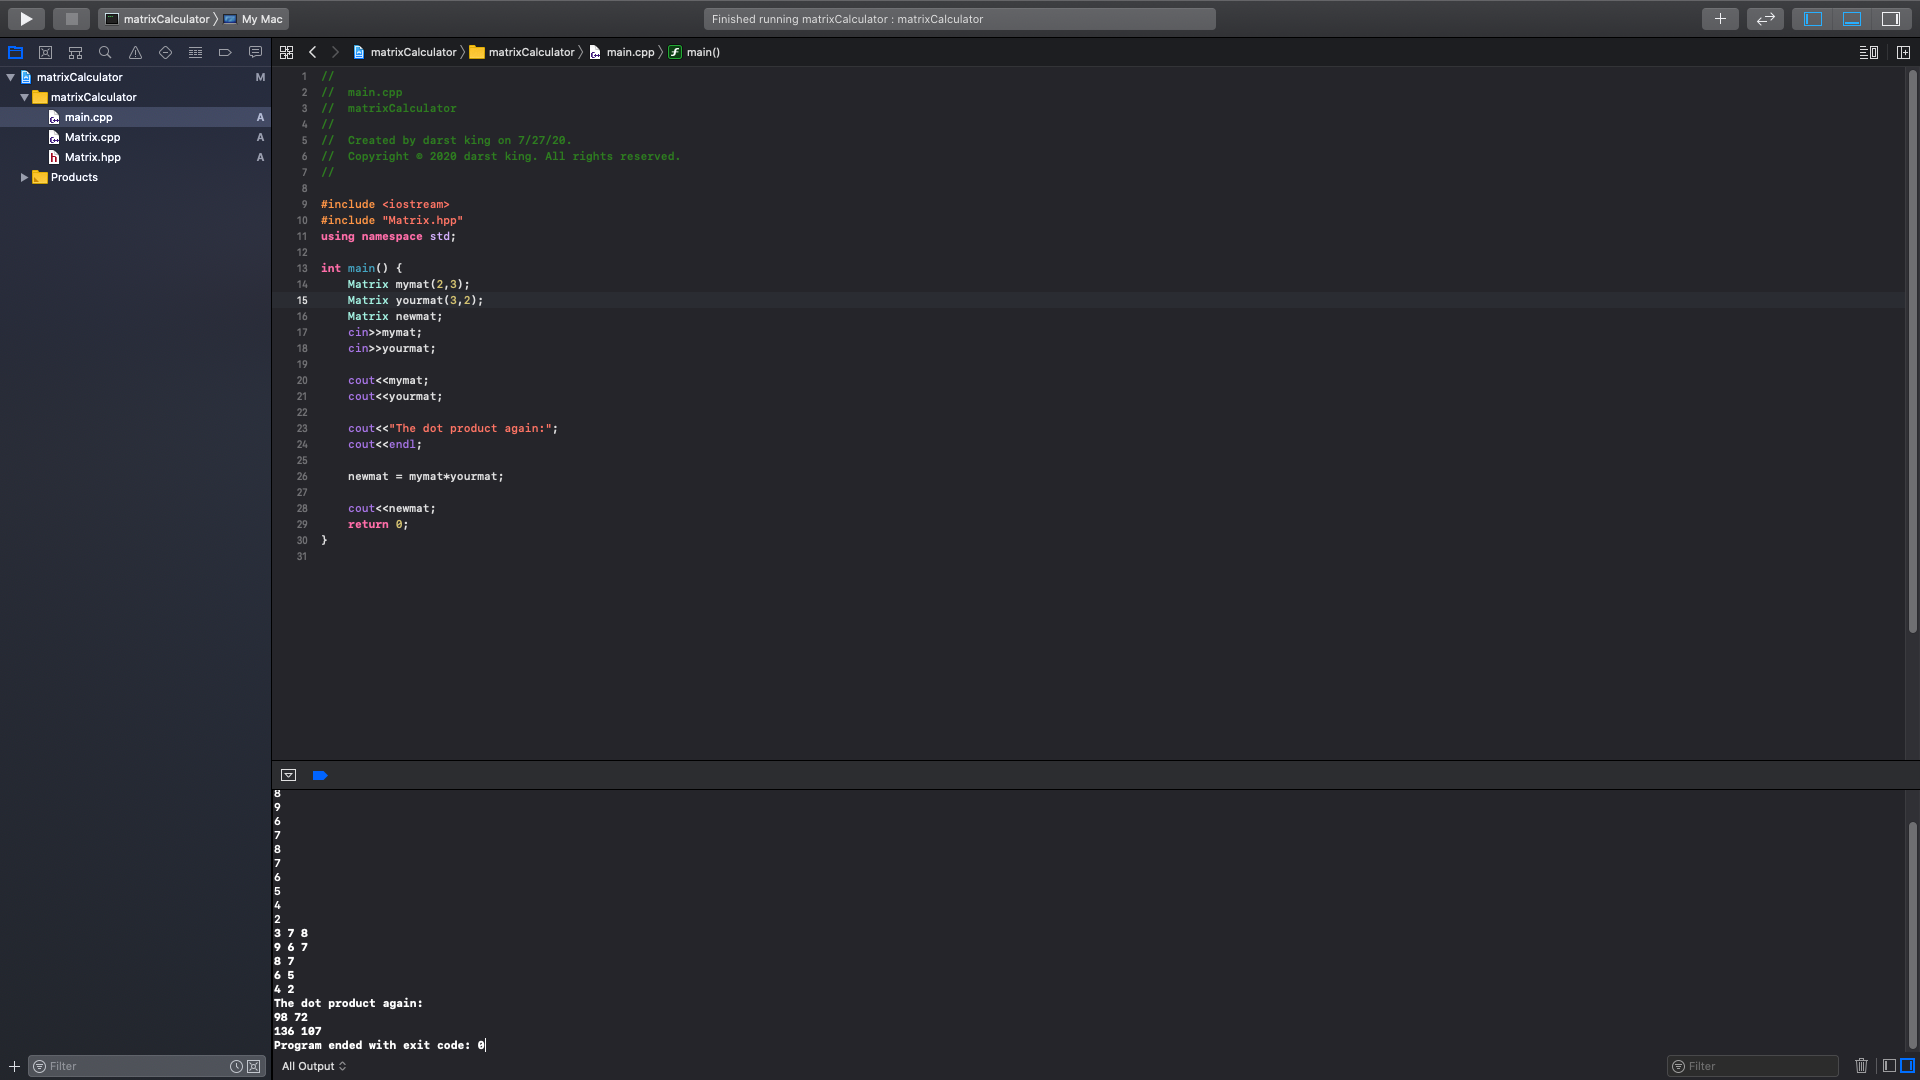 matrixCalculator My Mac
Finished running matrixCalculator : matrixCalculator
matrixCalculator matrixCalculator main.cpp main()
matrixCalculator M
matrixCalculator
main.cpp A
Matrix.cpp A
Matrix.hpp A
Products
1 //
2 // main.cpp
3 // matrixCalculator
4 //
5 // Created by darst king on 7/27/20.
6 // Copyright © 2020 darst king. All rights reserved.
7 //
8
9 #include <iostream>
10 #include "Matrix.hpp"
11 using namespace std;
12
13 int main() {
14     Matrix mymat(2,3);
15     Matrix yourmat(3,2);
16     Matrix newmat;
17     cin>>mymat;
18     cin>>yourmat;
19
20     cout<<mymat;
21     cout<<yourmat;
22
23     cout<<"The dot product again:";
24     cout<<endl;
25
26     newmat = mymat*yourmat;
27
28     cout<<newmat;
29     return 0;
30 }
31
8
9
6
7
8
7
6
5
4
2
3 7 8
9 6 7
8 7
6 5
4 2
The dot product again:
98 72
136 107
Program ended with exit code: 0
Filter
All Output
Filter